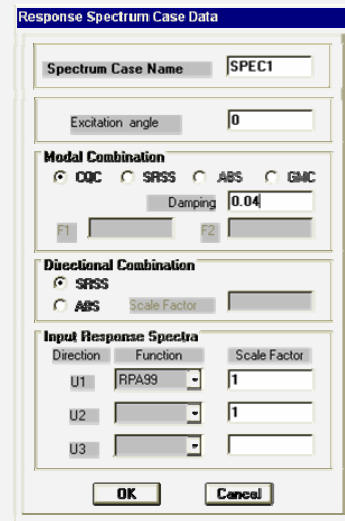 Response Spectrum Case Data
Spectrum Case Name SPEC1
Excitation angle 0
Modal Combination
CQC SRSS ABS GMC
Damping 0.04
F1 F2
Directional Combination
SRSS
ABS Scale Factor
Input Response Spectra
Direction Function Scale Factor
U1 RPA99 1
U2 1
U3
OK Cancel